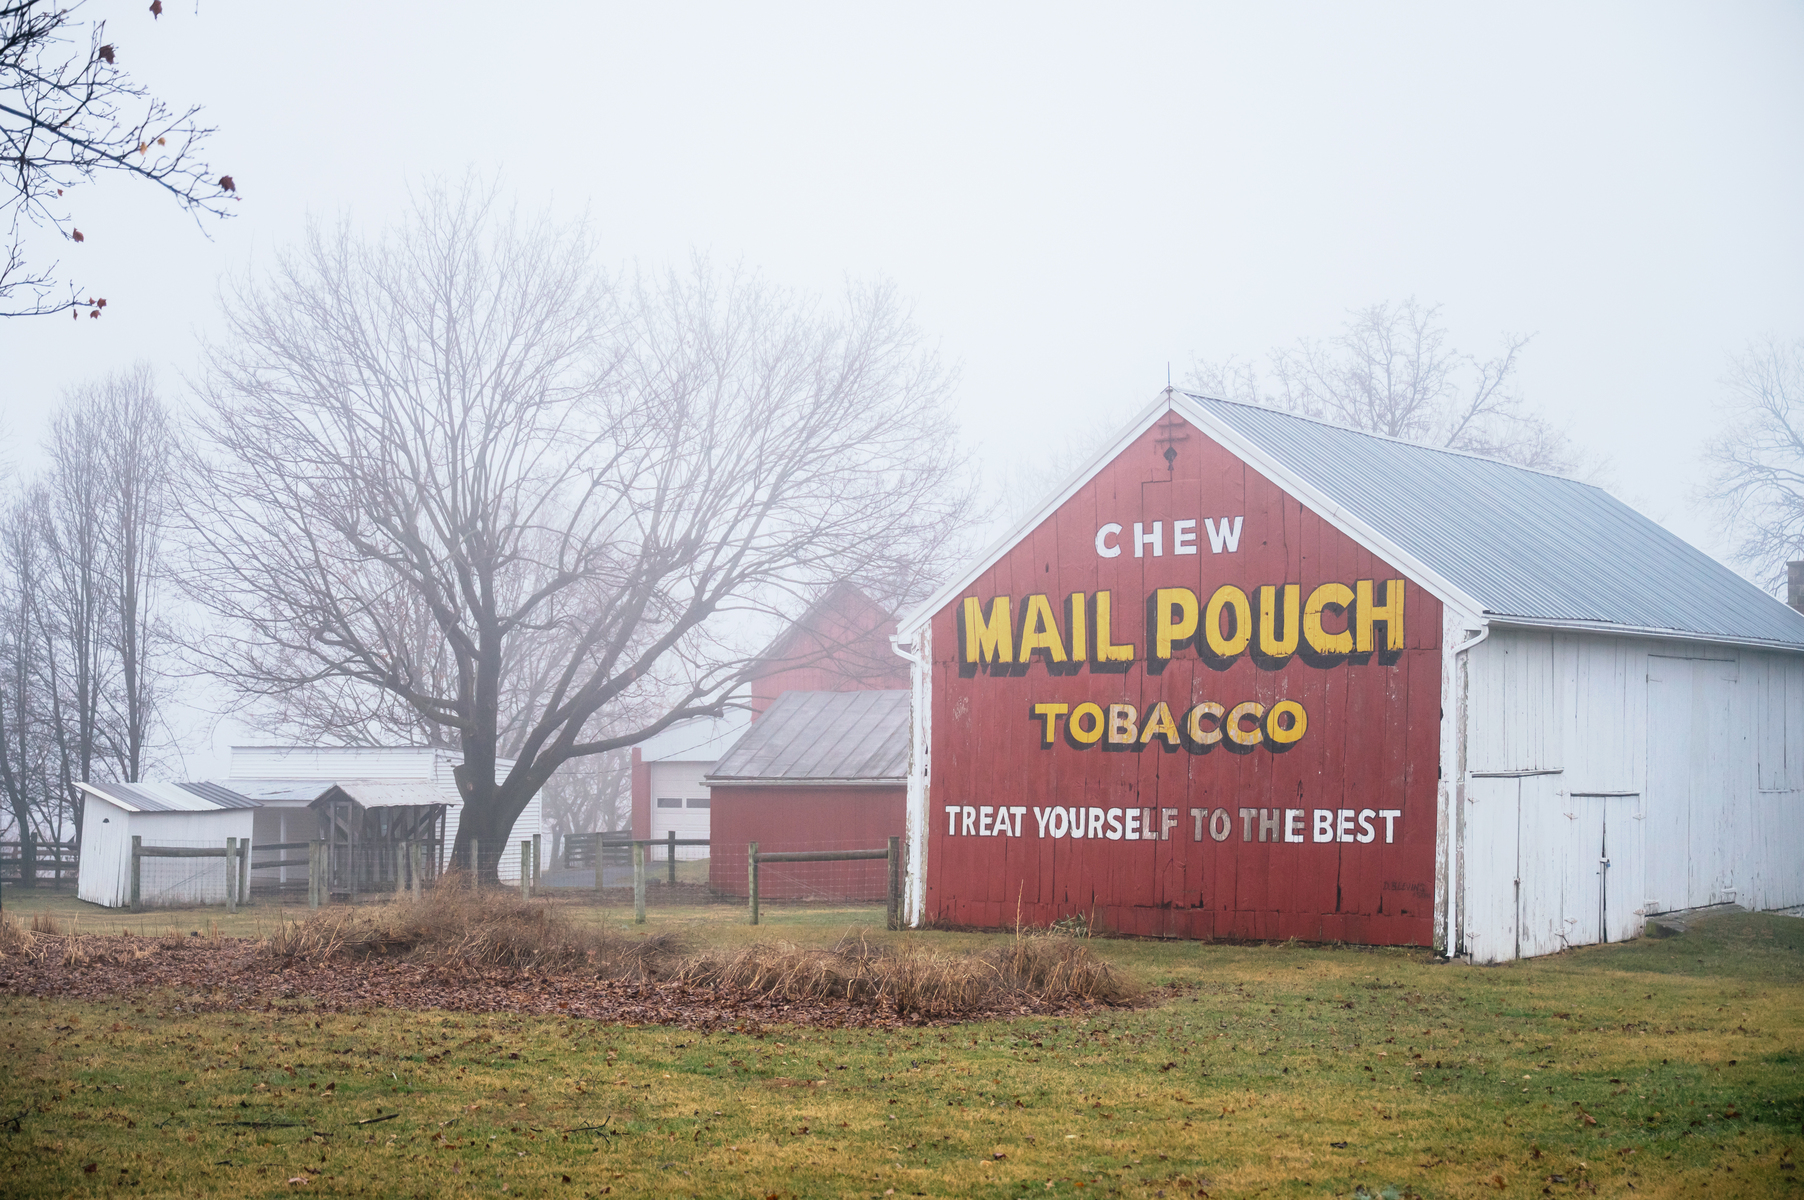 CHEW
MAIL POUCH
TOBACCO
TREAT YOURSELF TO THE BEST